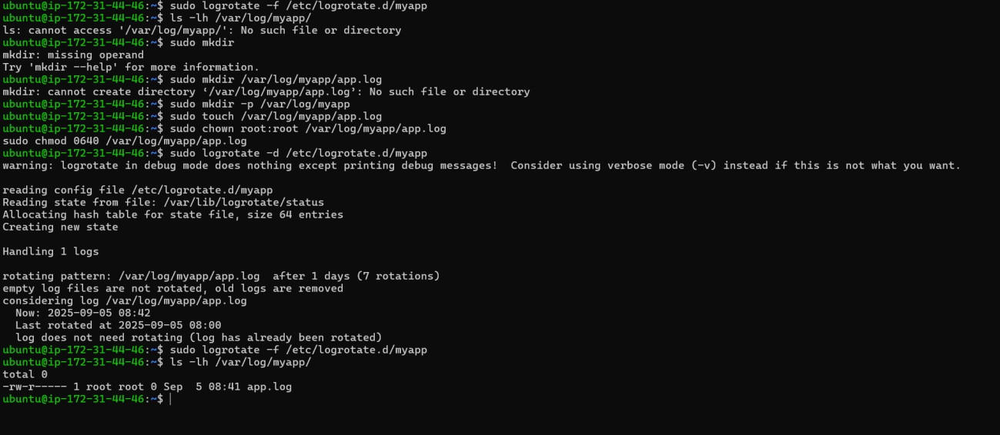 ubuntu@ip-172-31-44-46:~$ sudo logrotate -f /etc/logrotate.d/myapp
ubuntu@ip-172-31-44-46:~$ ls -lh /var/log/myapp/
ls: cannot access '/var/log/myapp/': No such file or directory
ubuntu@ip-172-31-44-46:~$ sudo mkdir
mkdir: missing operand
Try 'mkdir --help' for more information.
ubuntu@ip-172-31-44-46:~$ sudo mkdir /var/log/myapp/app.log
mkdir: cannot create directory ‘/var/log/myapp/app.log’: No such file or directory
ubuntu@ip-172-31-44-46:~$ sudo mkdir -p /var/log/myapp
ubuntu@ip-172-31-44-46:~$ sudo touch /var/log/myapp/app.log
ubuntu@ip-172-31-44-46:~$ sudo chown root:root /var/log/myapp/app.log
sudo chmod 0640 /var/log/myapp/app.log
ubuntu@ip-172-31-44-46:~$ sudo logrotate -d /etc/logrotate.d/myapp
warning: logrotate in debug mode does nothing except printing debug messages!  Consider using verbose mode (-v) instead if this is not what you want.

reading config file /etc/logrotate.d/myapp
Reading state from file: /var/lib/logrotate/status
Allocating hash table for state file, size 64 entries
Creating new state

Handling 1 logs

rotating pattern: /var/log/myapp/app.log  after 1 days (7 rotations)
empty log files are not rotated, old logs are removed
considering log /var/log/myapp/app.log
  Now: 2025-09-05 08:42
  Last rotated at 2025-09-05 08:00
  log does not need rotating (log has already been rotated)
ubuntu@ip-172-31-44-46:~$ sudo logrotate -f /etc/logrotate.d/myapp
ubuntu@ip-172-31-44-46:~$ ls -lh /var/log/myapp/
total 0
-rw-r----- 1 root root 0 Sep  5 08:41 app.log
ubuntu@ip-172-31-44-46:~$